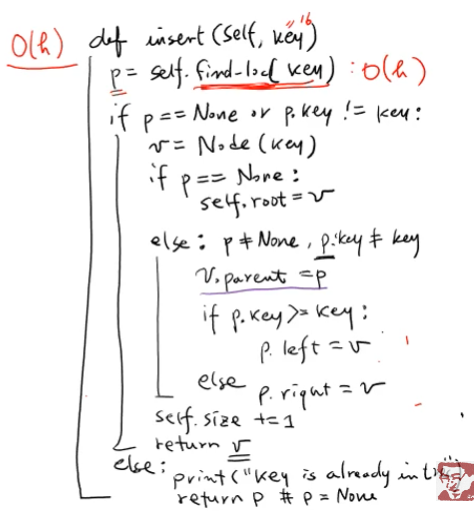 O(h) def insert(self, key) "16"
p = self.find-loc(key) : O(h)
if p == None or p.key != key:
v = Node(key)
if p == None:
self.root = v
else: p ≠ None, p.key ≠ key
v.parent = p
if p.key >= key:
p.left = v
else p.right = v
self.size += 1
return v
else:
print("key is already in
return p # p = None